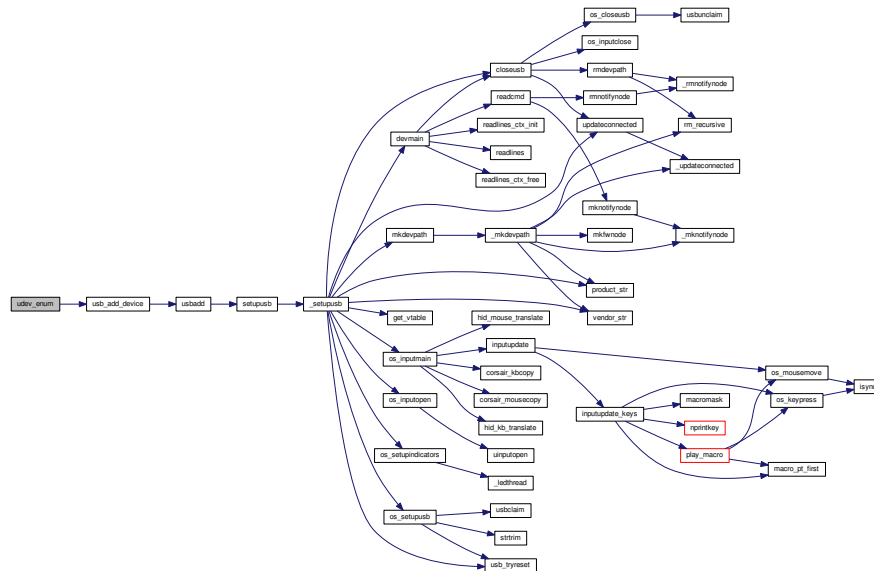 os_closeusb
usbunclaim
os_inputclose
closeusb
rmdevpath
_rmnotifynode
readcmd
rmnotifynode
readlines_ctx_init
updateconnected
rm_recursive
devmain
readlines
_updateconnected
readlines_ctx_free
mknotifynode
mkdevpath
_mkdevpath
mkfwnode
_mknotifynode
product_str
udev_enum
usb_add_device
usbadd
setupusb
_setupusb
get_vtable
hid_mouse_translate
vendor_str
os_inputmain
inputupdate
corsair_kbcopy
os_mousemove
isync
os_inputopen
corsair_mousecopy
inputupdate_keys
macromask
os_keypress
hid_kb_translate
nprintkey
os_setupindicators
uinputopen
play_macro
macro_pt_first
_ledthread
os_setupusb
usbclaim
strtrim
usb_tryreset